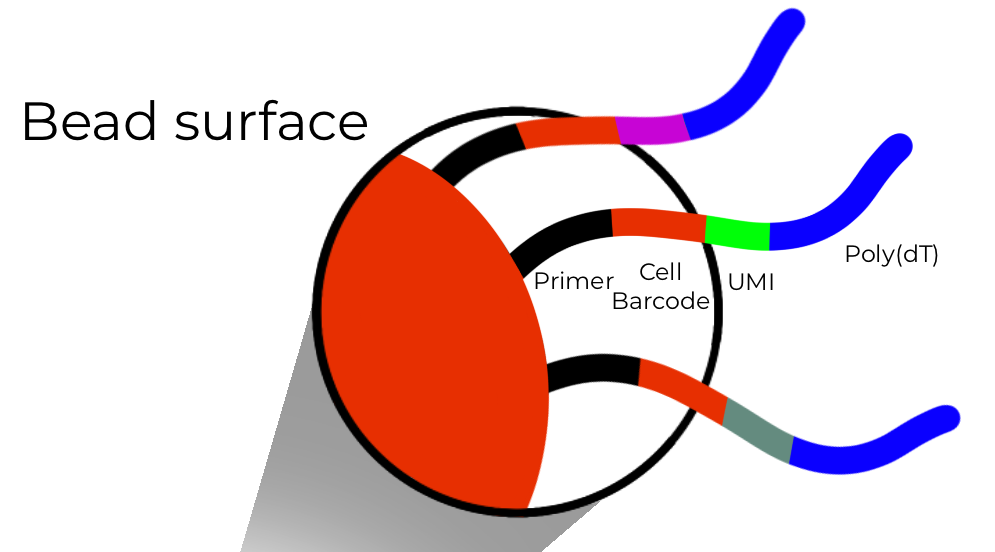 Bead surface
Primer
Cell
Barcode
UMI
Poly(dT)